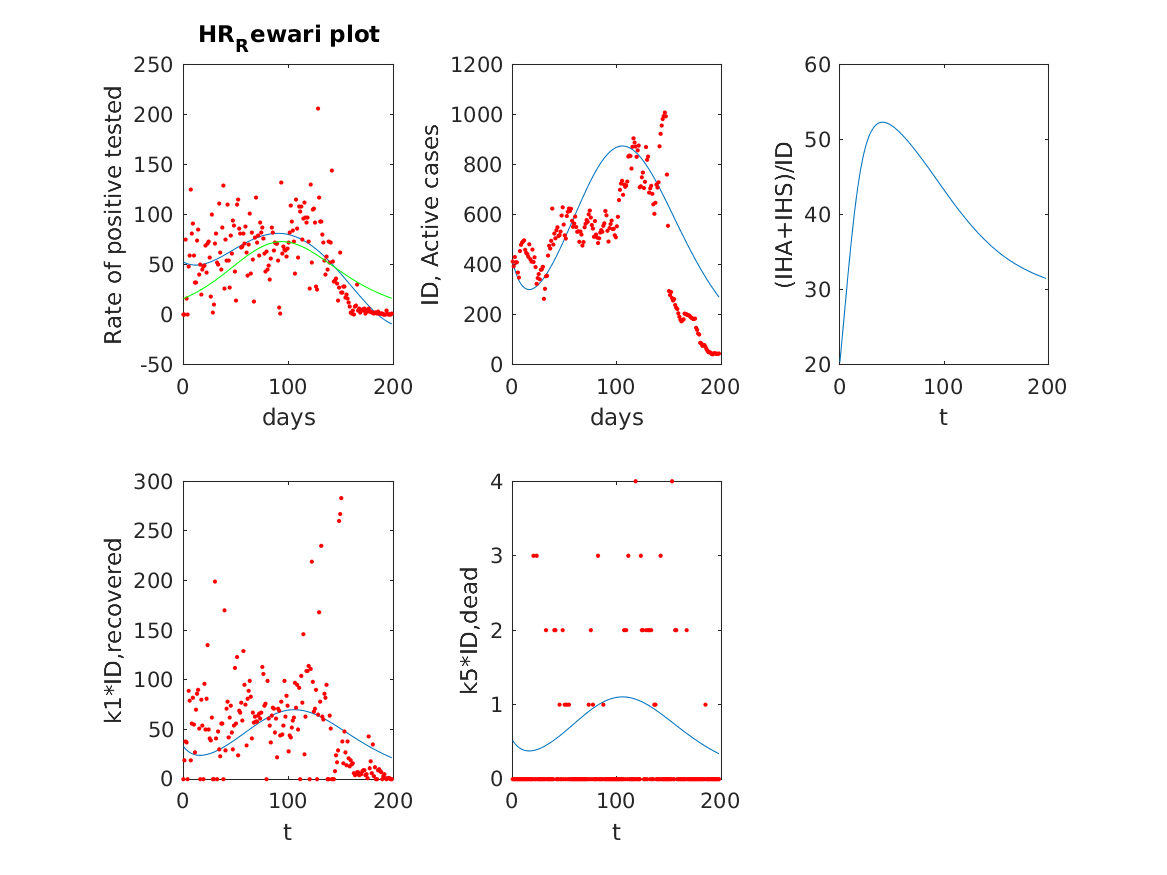 HR_Rewari plot
250
200
150
100
50
0
-50
0 100 200
days
Rate of positive tested
1200
1000
800
600
400
200
0
0 100 200
days
ID, Active cases
60
50
40
30
20
0 100 200
t
(IHA+IHS)/ID
300
250
200
150
100
50
0
0 100 200
t
k1*ID,recovered
4
3
2
1
0
0 100 200
t
k5*ID,dead